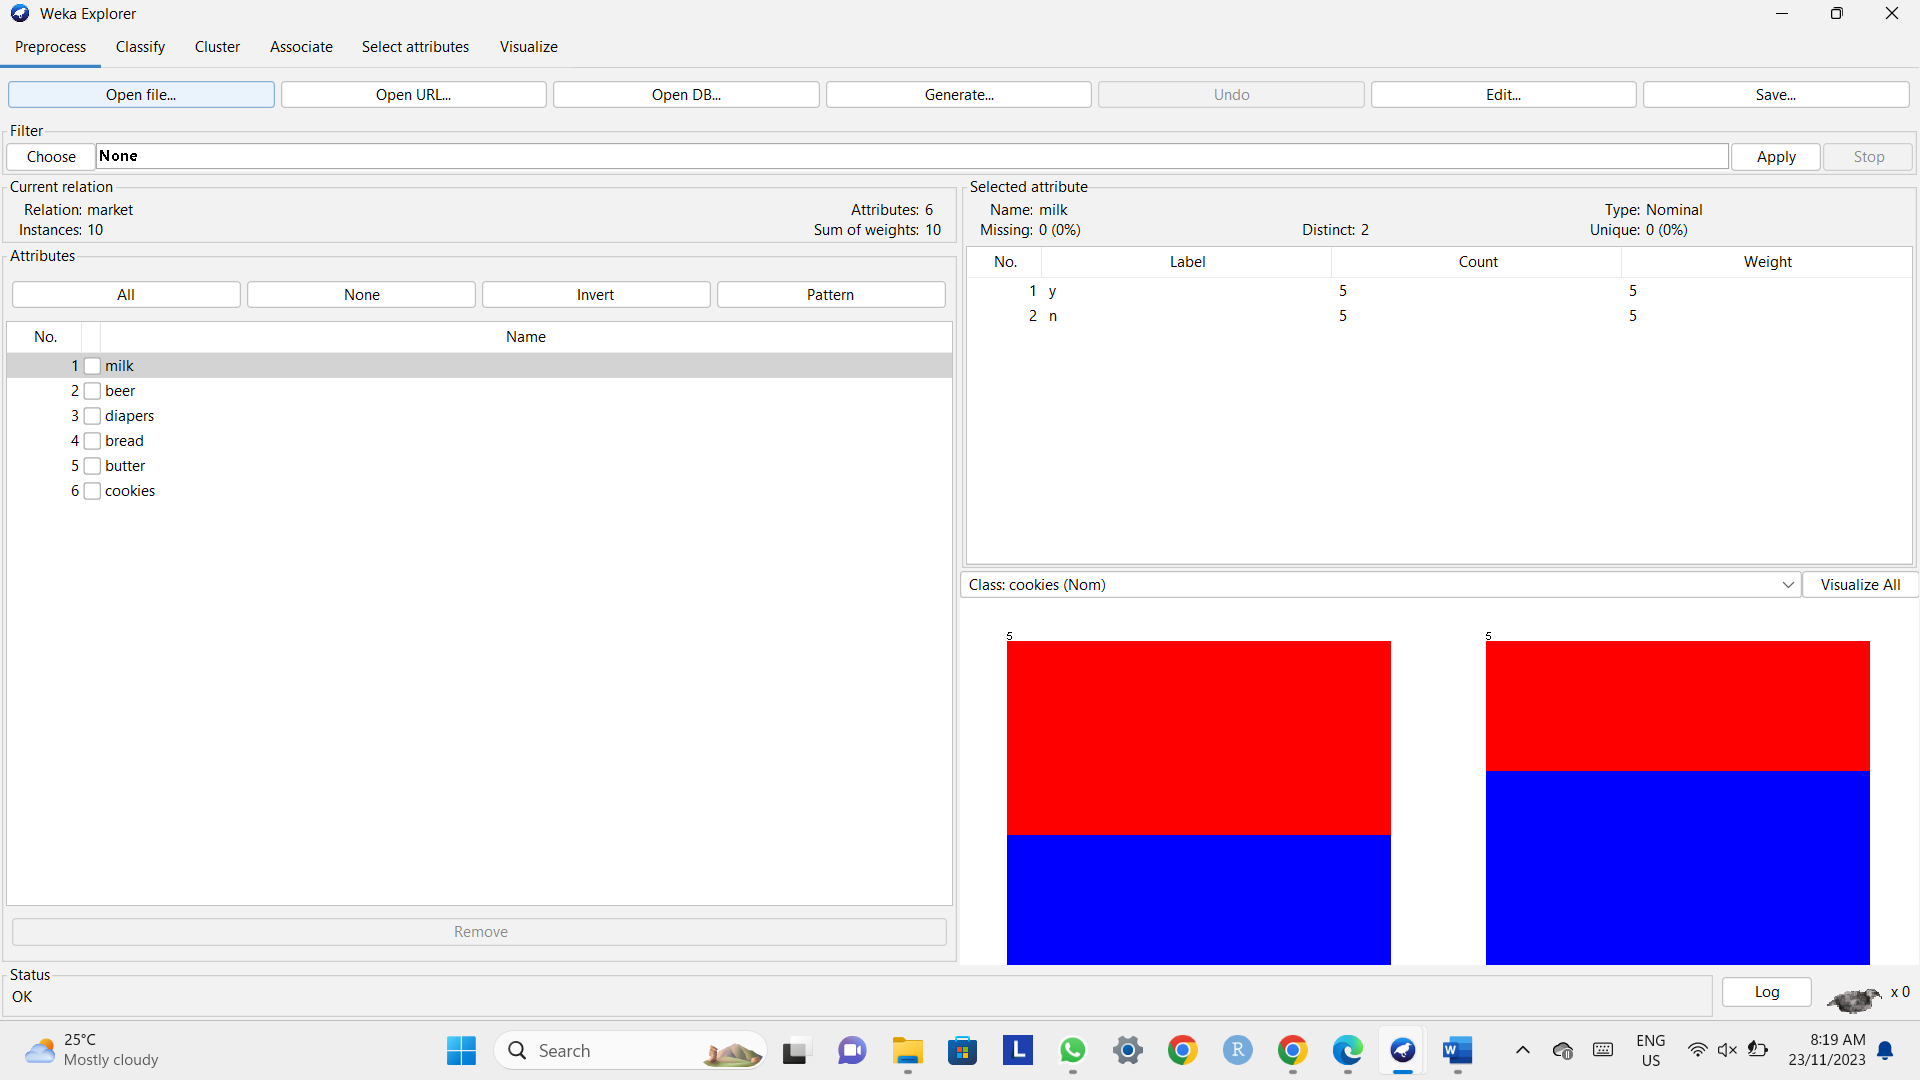 Weka Explorer
Preprocess Classify Cluster Associate Select attributes Visualize
Open file... Open URL... Open DB... Generate... Undo Edit... Save...
Filter
Choose None Apply Stop
Current relation
Relation: market Attributes: 6
Instances: 10 Sum of weights: 10
Attributes
All None Invert Pattern
No. Name
1 milk
2 beer
3 diapers
4 bread
5 butter
6 cookies
Remove
Selected attribute
Name: milk Type: Nominal
Missing: 0 (0%) Distinct: 2 Unique: 0 (0%)
No. Label Count Weight
1 y 5 5
2 n 5 5
Class: cookies (Nom) Visualize All
5 5
Status
OK
Log x 0
25°C
Mostly cloudy
Search
L
R
W
ENG
US
8:19 AM
23/11/2023